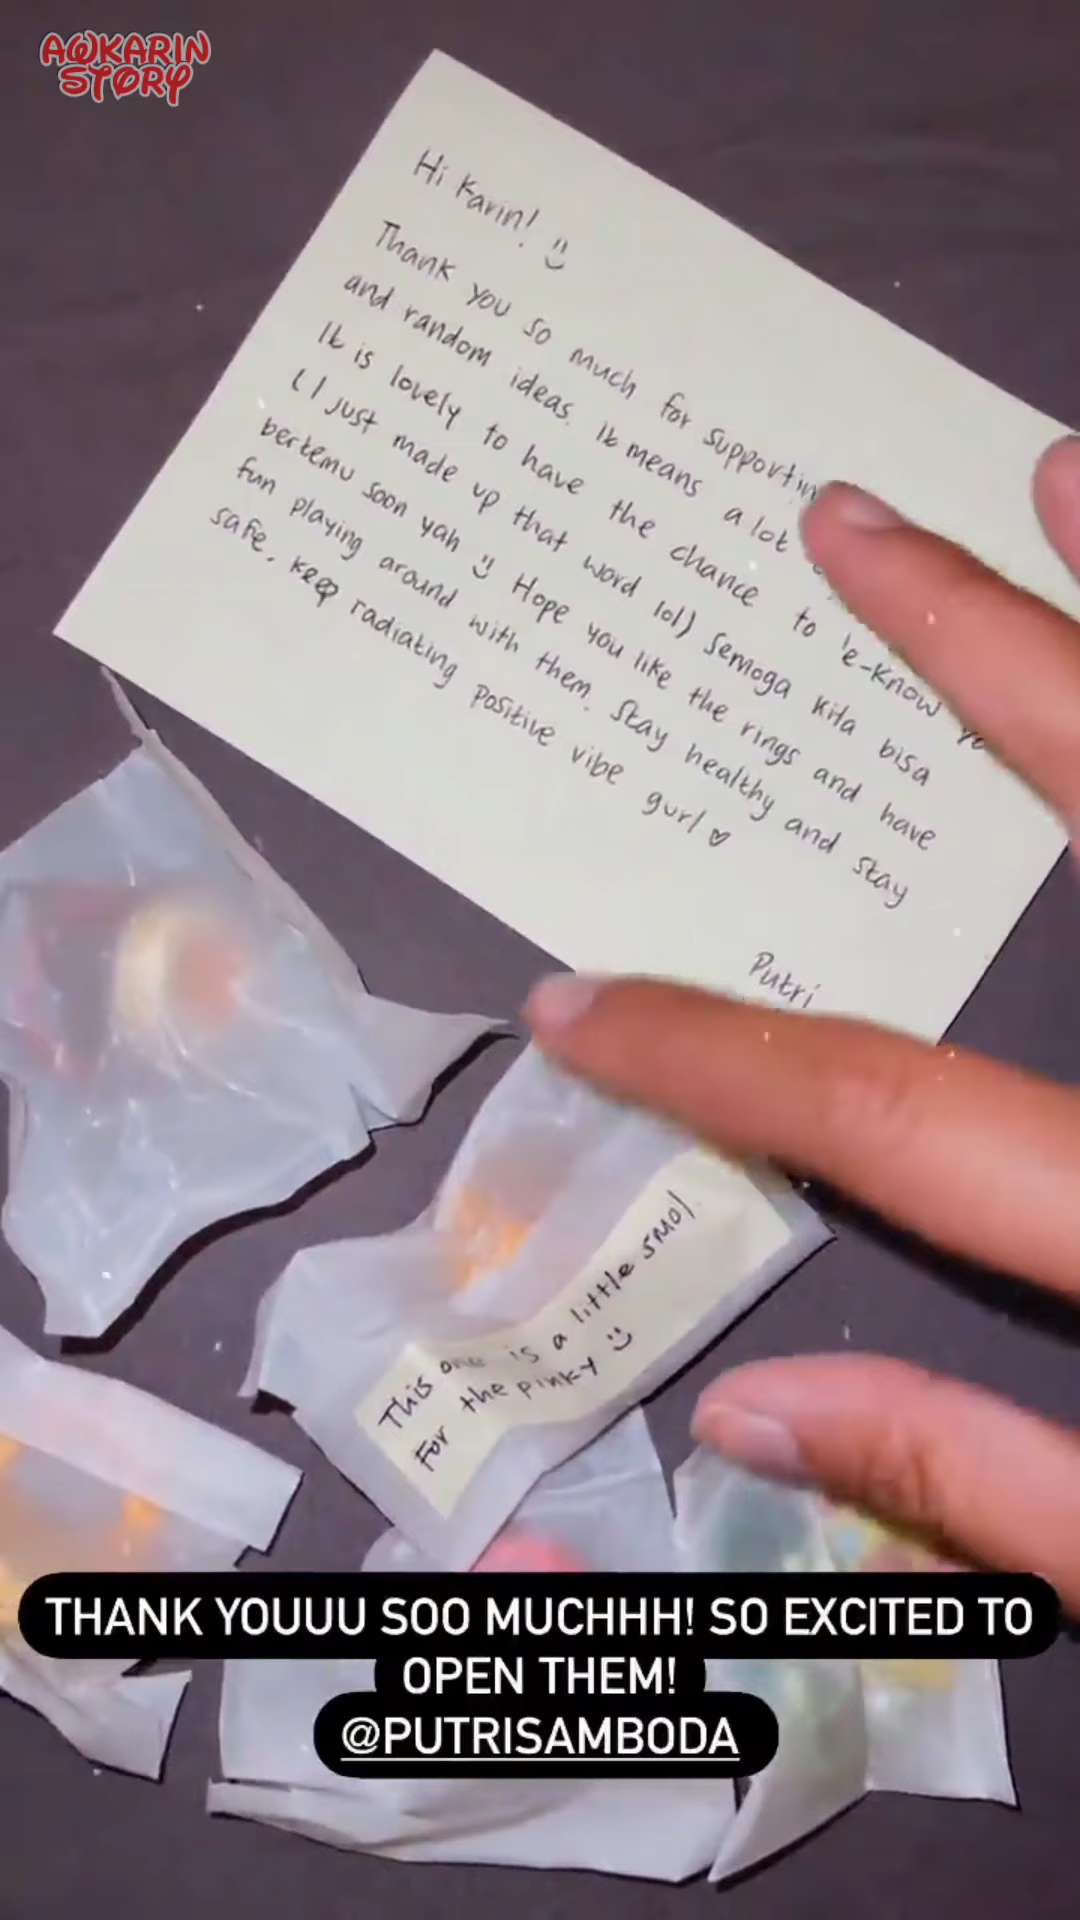 AWKARIN
STORY
Hi Karin! :)
Thank you so much for
and random ideas. It means a lot
It is lovely to have the chance to 'e-know
(I just made up that word lol) semoga kita bisa
bertemu soon yah :) Hope you like the rings and have
fun playing around with them. Stay healthy and stay
safe, keep radiating positive vibe gurl ♡
Putri
This one is a little smol.
For the pinky :)
THANK YOUUU SOO MUCHHH! SO EXCITED TO
OPEN THEM!
@PUTRISAMBODA